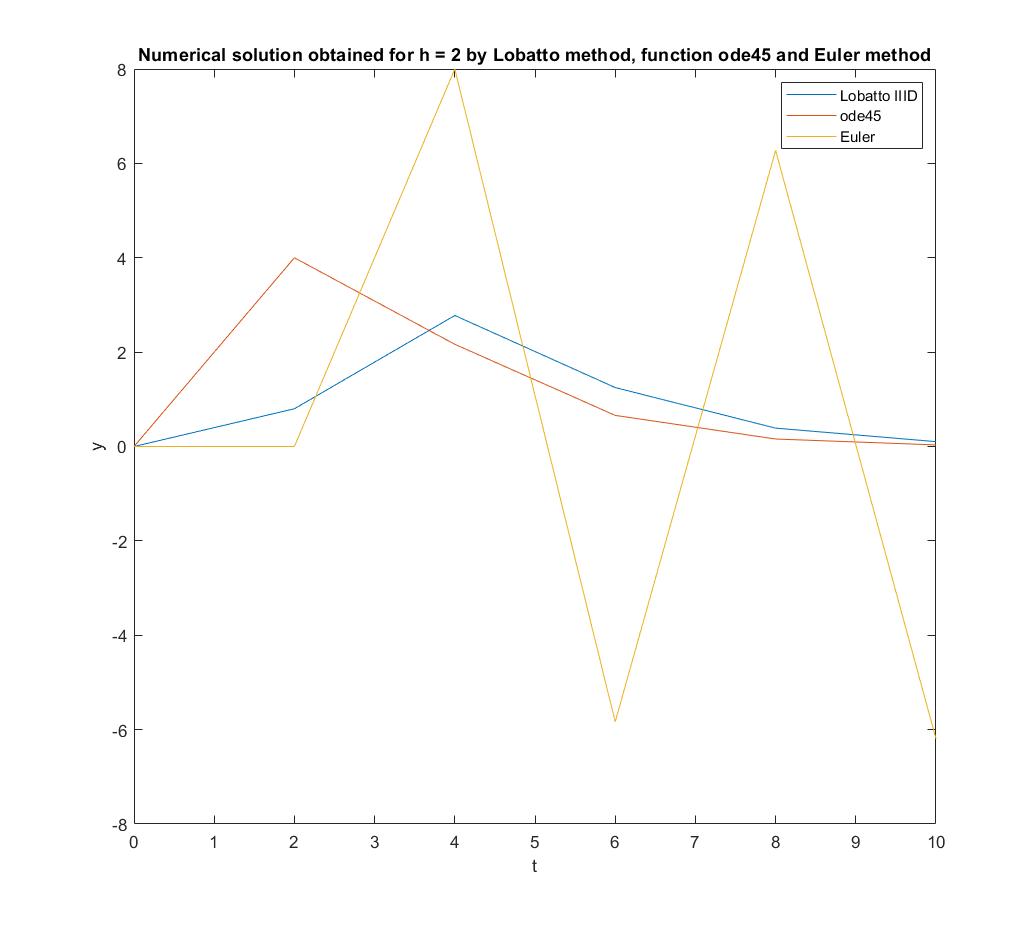 Numerical solution obtained for h = 2 by Lobatto method, function ode45 and Euler method
Lobatto IIID
ode45
Euler
8
6
4
2
0
-2
-4
-6
-8
y
0 1 2 3 4 5 6 7 8 9 10
t